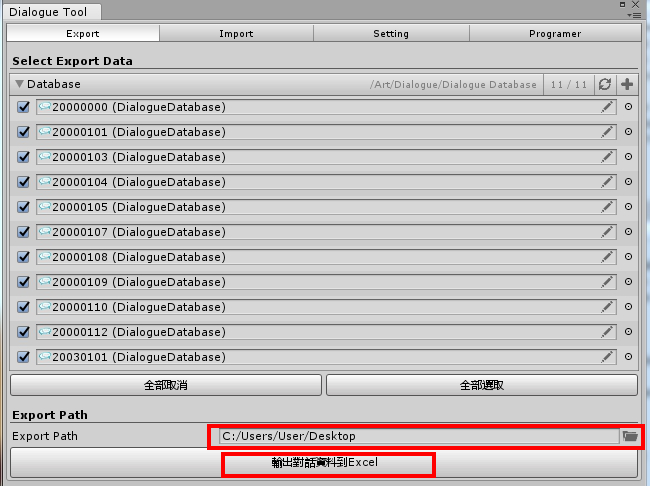 Dialogue Tool
Export Import Setting Programer
Select Export Data
Database /Art/Dialogue/Dialogue Database 11 / 11
20000000 (DialogueDatabase)
20000101 (DialogueDatabase)
20000103 (DialogueDatabase)
20000104 (DialogueDatabase)
20000105 (DialogueDatabase)
20000107 (DialogueDatabase)
20000108 (DialogueDatabase)
20000109 (DialogueDatabase)
20000110 (DialogueDatabase)
20000112 (DialogueDatabase)
20030101 (DialogueDatabase)
全部取消 全部選取
Export Path
Export Path C:/Users/User/Desktop
輸出對話資料到Excel